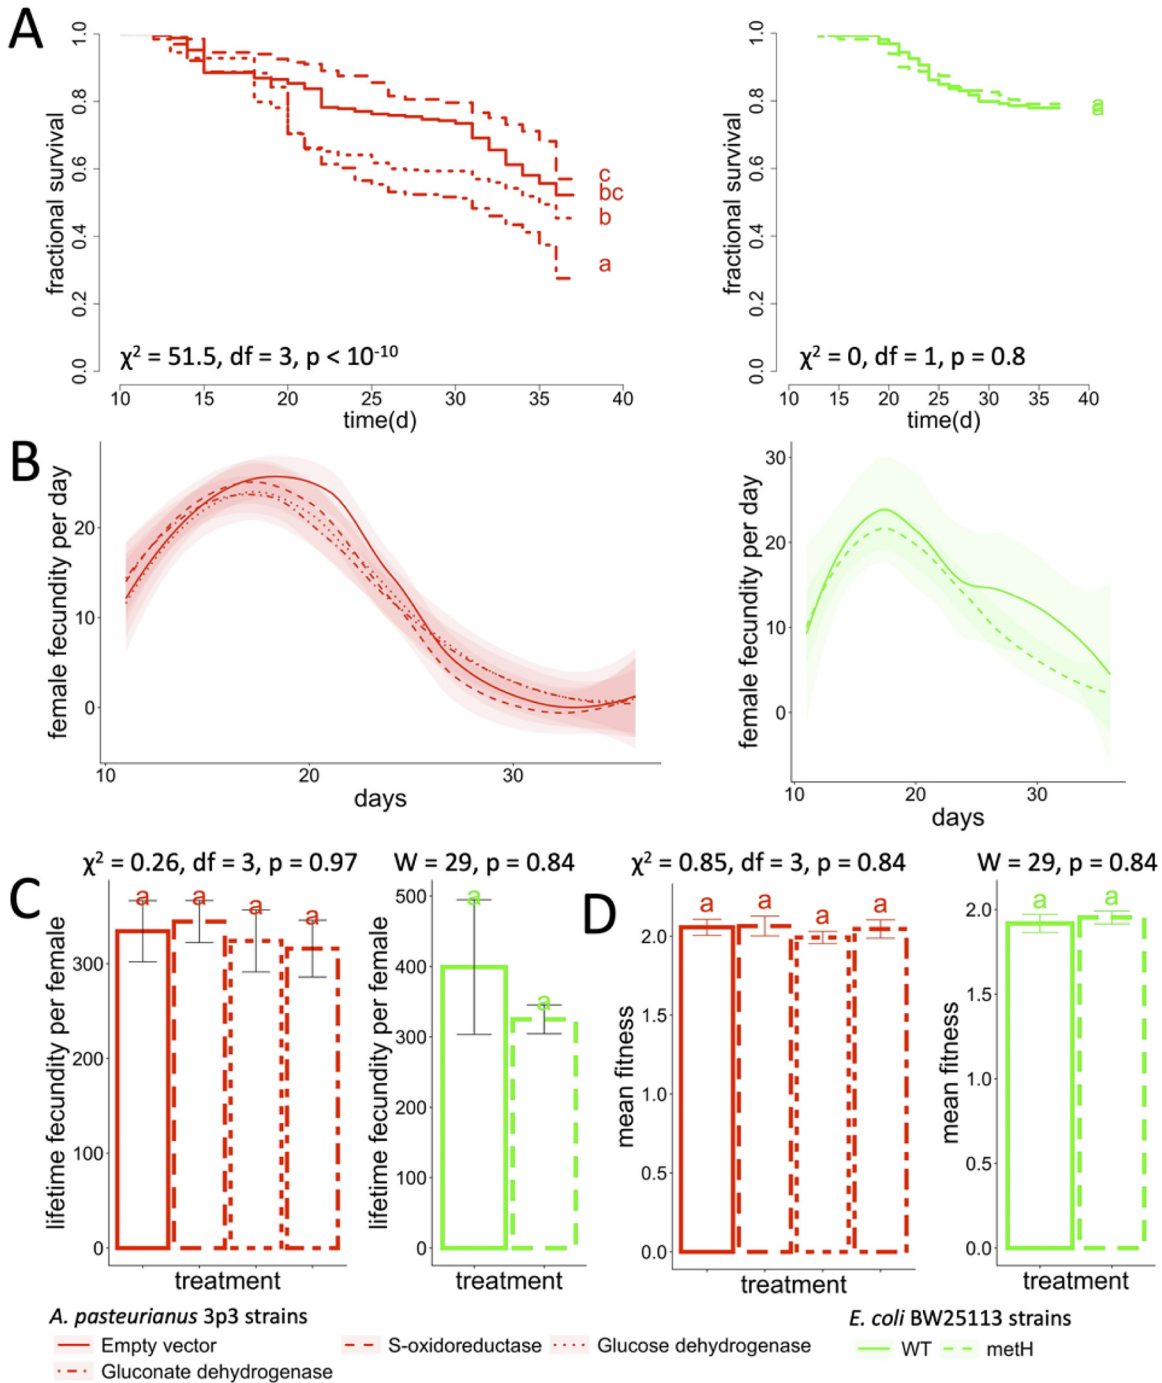 A
fractional survival
1.0
0.8
0.6
0.4
0.2
0.0
c
bc
b
a
χ² = 51.5, df = 3, p < 10⁻¹⁰
10 15 20 25 30 35 40
time(d)
fractional survival
1.0
0.8
0.6
0.4
0.2
0.0
a
a
χ² = 0, df = 1, p = 0.8
10 15 20 25 30 35 40
time(d)
B
female fecundity per day
20
10
0
10 20 30
days
female fecundity per day
30
20
10
0
10 20 30
days
C
χ² = 0.26, df = 3, p = 0.97
lifetime fecundity per female
300
200
100
0
a a a a
treatment
W = 29, p = 0.84
lifetime fecundity per female
500
400
300
200
100
0
a a
treatment
D
χ² = 0.85, df = 3, p = 0.84
mean fitness
2.0
1.5
1.0
0.5
0.0
a a a a
treatment
W = 29, p = 0.84
mean fitness
2.0
1.5
1.0
0.5
0.0
a a
treatment
A. pasteurianus 3p3 strains
Empty vector S-oxidoreductase Glucose dehydrogenase
Gluconate dehydrogenase
E. coli BW25113 strains
WT metH